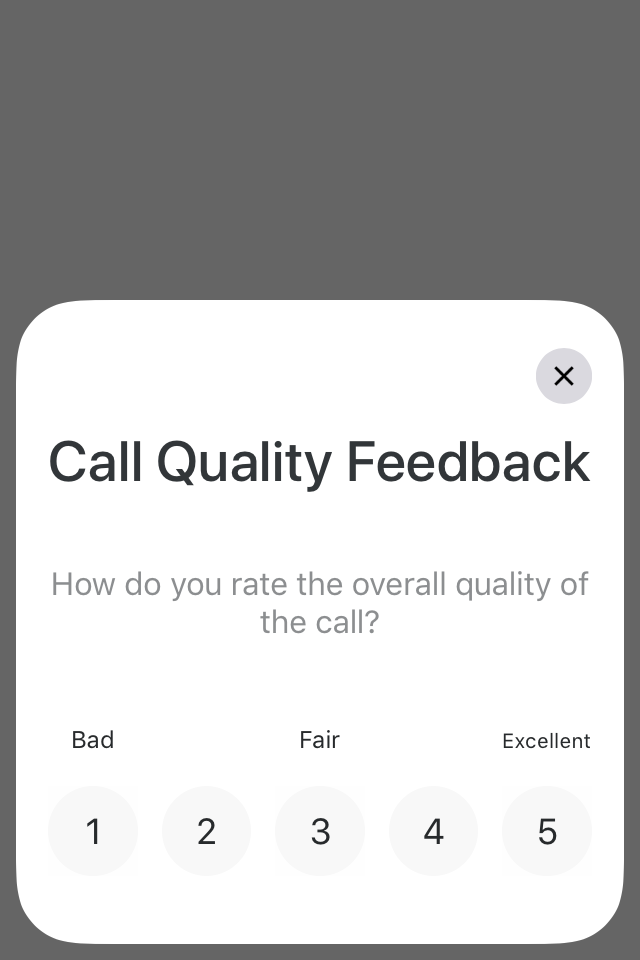 Call Quality Feedback
How do you rate the overall quality of
the call?
Bad Fair Excellent
1 2 3 4 5